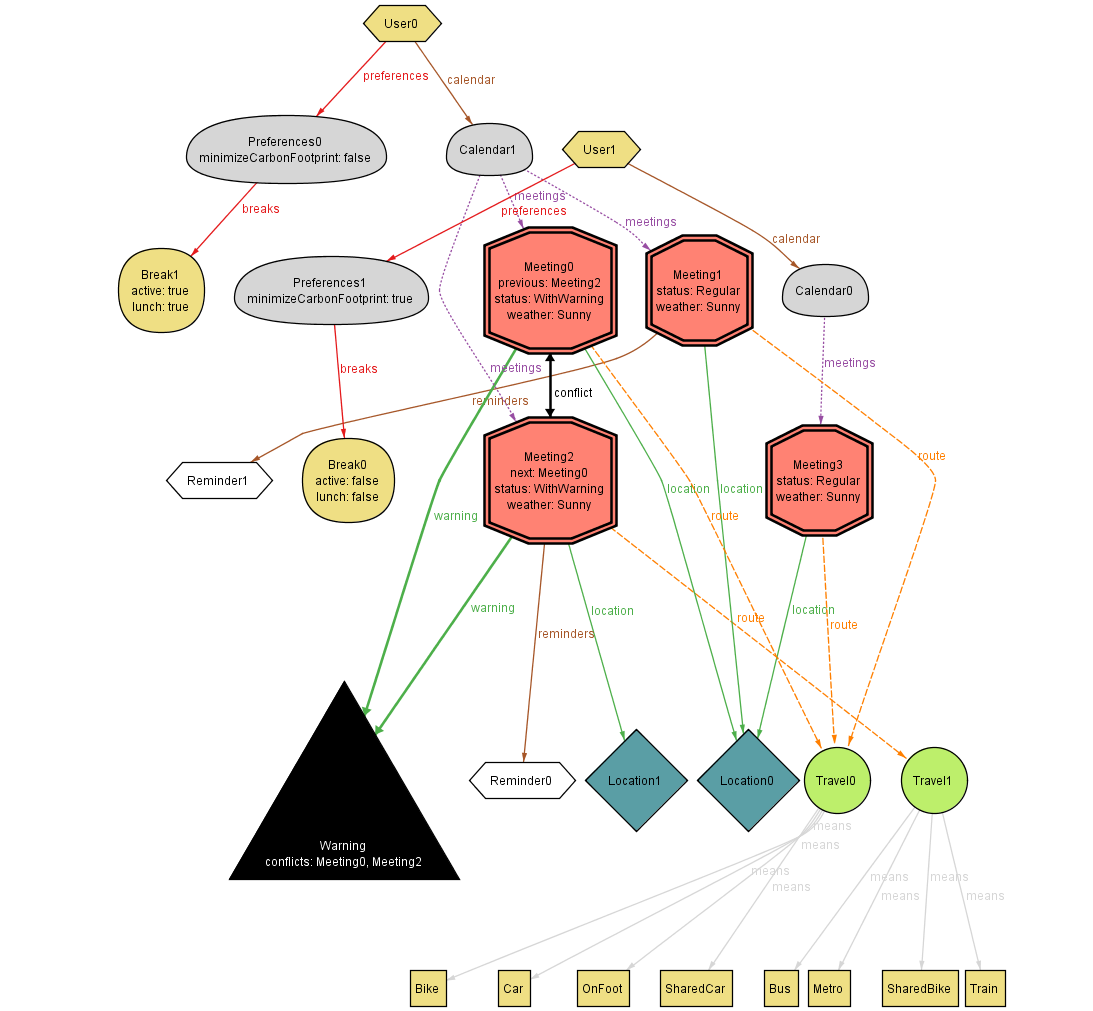 User0
preferences
calendar
Preferences0
minimizeCarbonFootprint: false
Calendar1
User1
breaks
meetings
preferences
meetings
calendar
Break1
active: true
lunch: true
Preferences1
minimizeCarbonFootprint: true
Meeting0
previous: Meeting2
status: WithWarning
weather: Sunny
Meeting1
status: Regular
weather: Sunny
Calendar0
breaks
meetings
reminders
conflict
meetings
Reminder1
Break0
active: false
lunch: false
Meeting2
next: Meeting0
status: WithWarning
weather: Sunny
Meeting3
status: Regular
weather: Sunny
route
location
location
warning
route
warning
location
location
route
route
reminders
Warning
conflicts: Meeting0, Meeting2
Reminder0
Location1
Location0
Travel0
Travel1
means
means
means
means
means
means
means
means
Bike
Car
OnFoot
SharedCar
Bus
Metro
SharedBike
Train